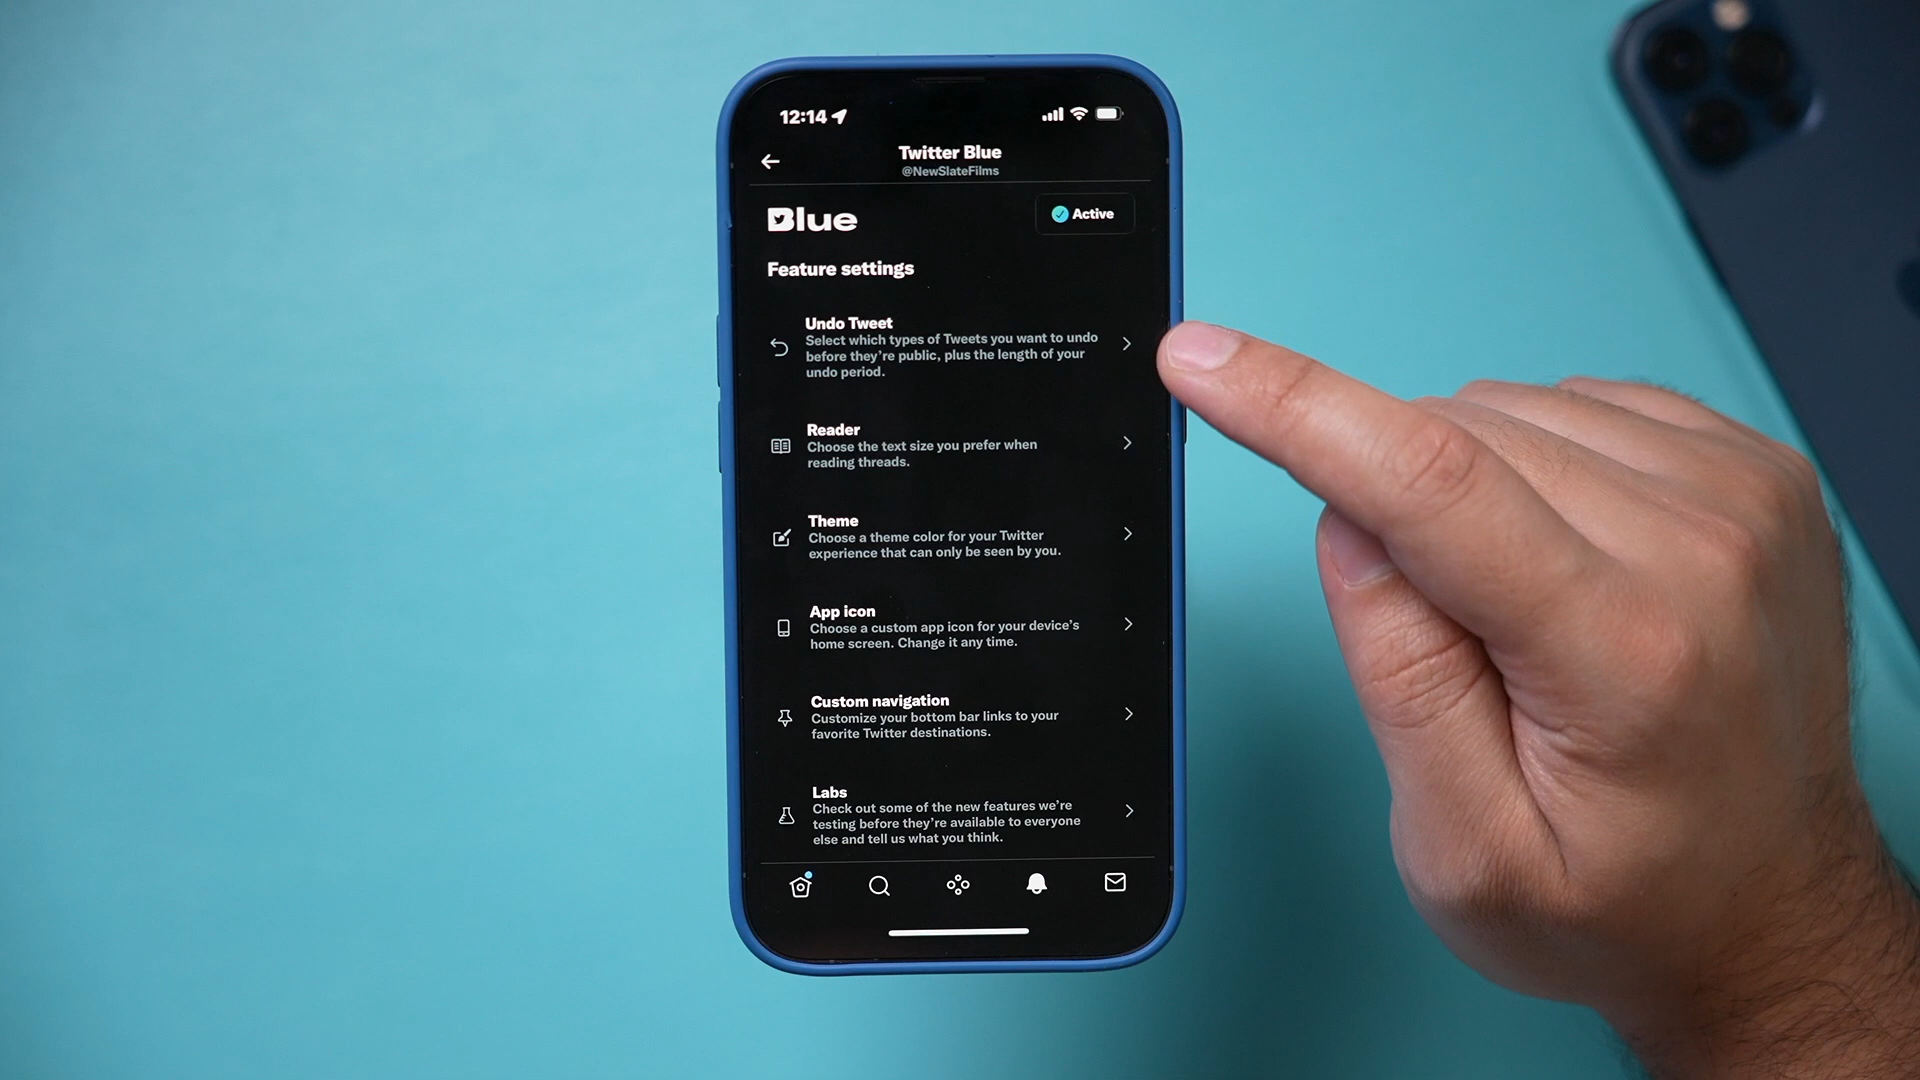 12:14
Twitter Blue
@NewSlateFilms
Blue
Active
Feature settings
Undo Tweet
Select which types of Tweets you want to undo
before they're public, plus the length of your
undo period.
Reader
Choose the text size you prefer when
reading threads.
Theme
Choose a theme color for your Twitter
experience that can only be seen by you.
App icon
Choose a custom app icon for your device's
home screen. Change it any time.
Custom navigation
Customize your bottom bar links to your
favorite Twitter destinations.
Labs
Check out some of the new features we're
testing before they're available to everyone
else and tell us what you think.